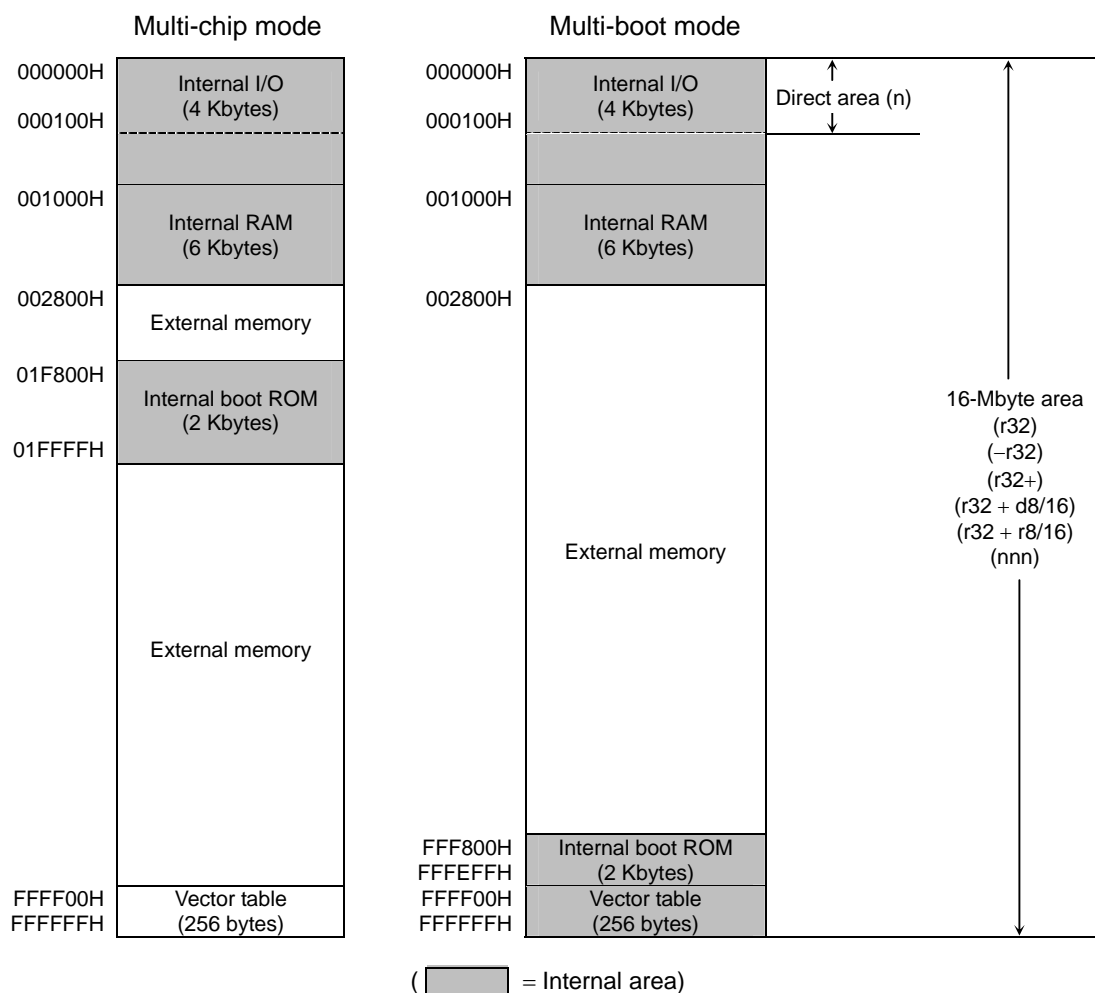 Multi-chip mode
000000H
Internal I/O
(4 Kbytes)
000100H
001000H
Internal RAM
(6 Kbytes)
002800H
External memory
01F800H
Internal boot ROM
(2 Kbytes)
01FFFFH
External memory
FFFF00H
Vector table
FFFFFFH
(256 bytes)
Multi-boot mode
000000H
Internal I/O
(4 Kbytes)
000100H
001000H
Internal RAM
(6 Kbytes)
002800H
External memory
FFF800H
Internal boot ROM
FFFEFFH
(2 Kbytes)
FFFF00H
Vector table
FFFFFFH
(256 bytes)
Direct area (n)
16-Mbyte area
(r32)
(−r32)
(r32+)
(r32 + d8/16)
(r32 + r8/16)
(nnn)
( = Internal area)